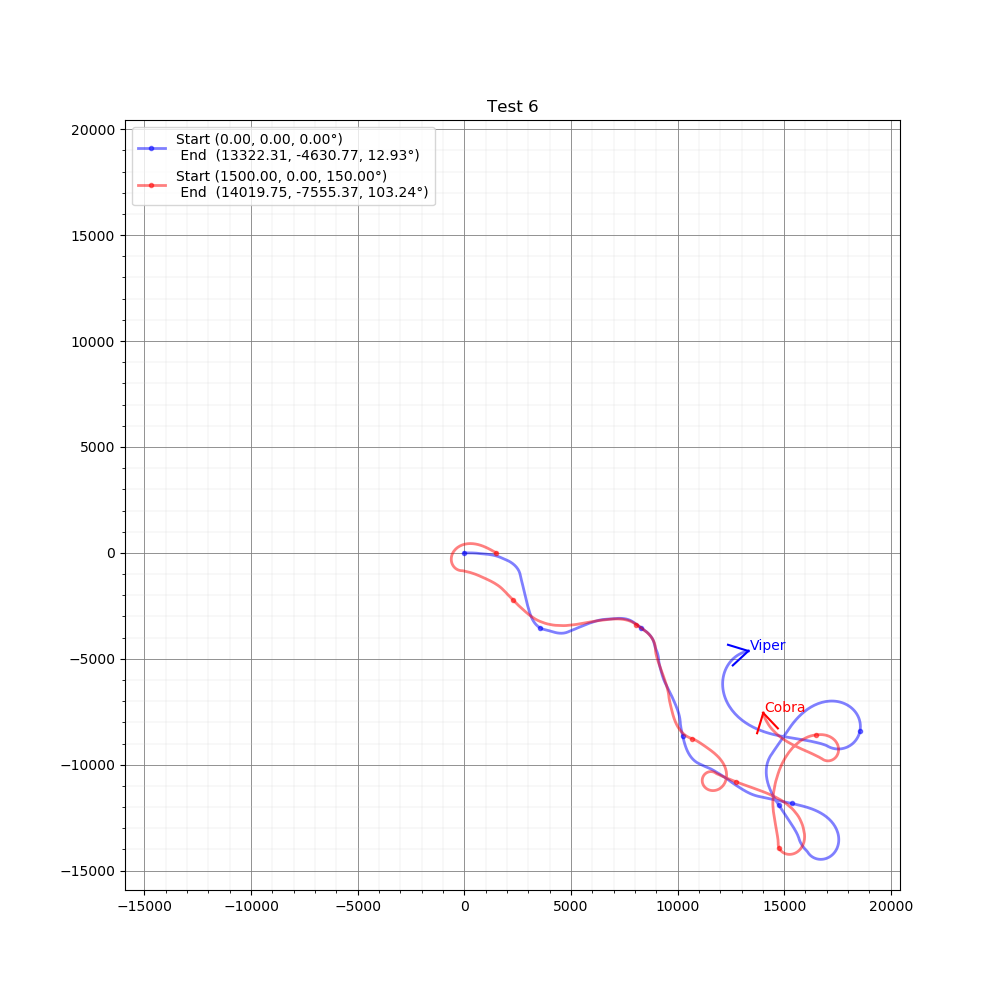 Test 6
Start (0.00, 0.00, 0.00°)
End (13322.31, -4630.77, 12.93°)
Start (1500.00, 0.00, 150.00°)
End (14019.75, -7555.37, 103.24°)
20000
15000
10000
5000
0
−5000
−10000
−15000
Viper
Cobra
−15000 −10000 −5000 0 5000 10000 15000 20000